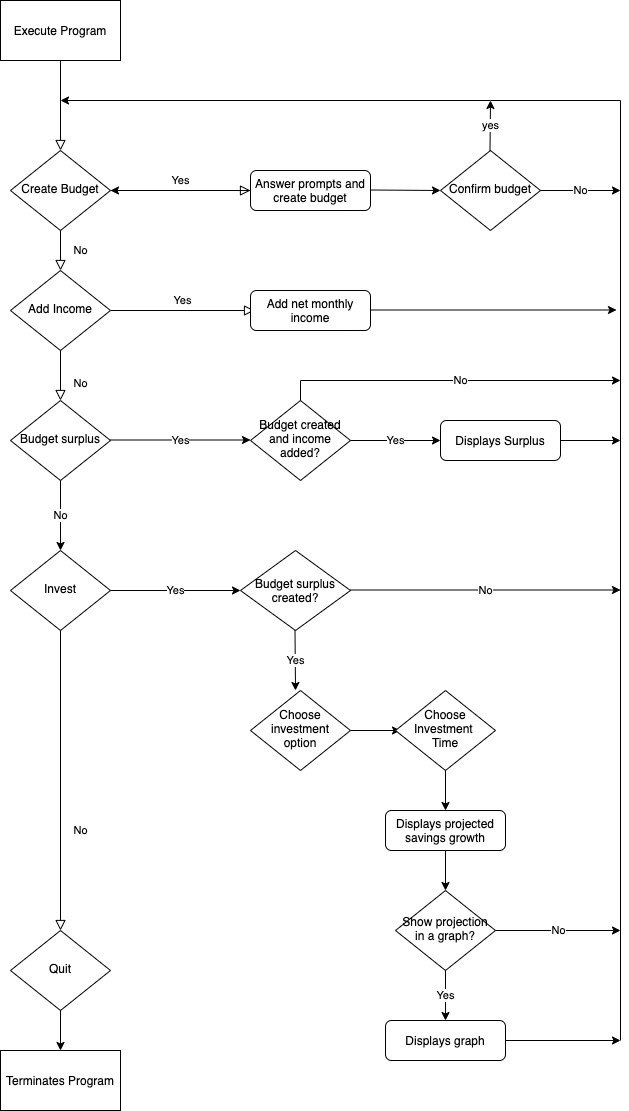 Execute Program
yes
Create Budget
Yes
Answer prompts and
create budget
Confirm budget
No
No
Add Income
Yes
Add net monthly
income
No
No
Budget surplus
Yes
Budget created
and income
added?
Yes
Displays Surplus
No
Invest
Yes
Budget surplus
created?
No
Yes
Choose
investment
option
Choose
Investment
Time
Displays projected
savings growth
No
Show projection
in a graph?
No
Quit
Yes
Displays graph
Terminates Program